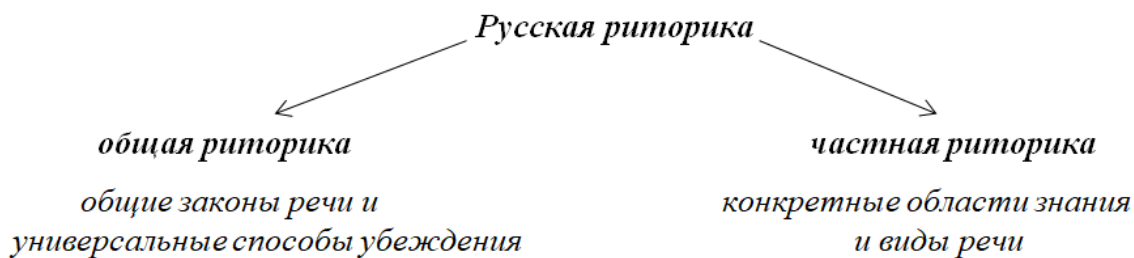 Русская риторика
общая риторика
общие законы речи и
универсальные способы убеждения
частная риторика
конкретные области знания
и виды речи